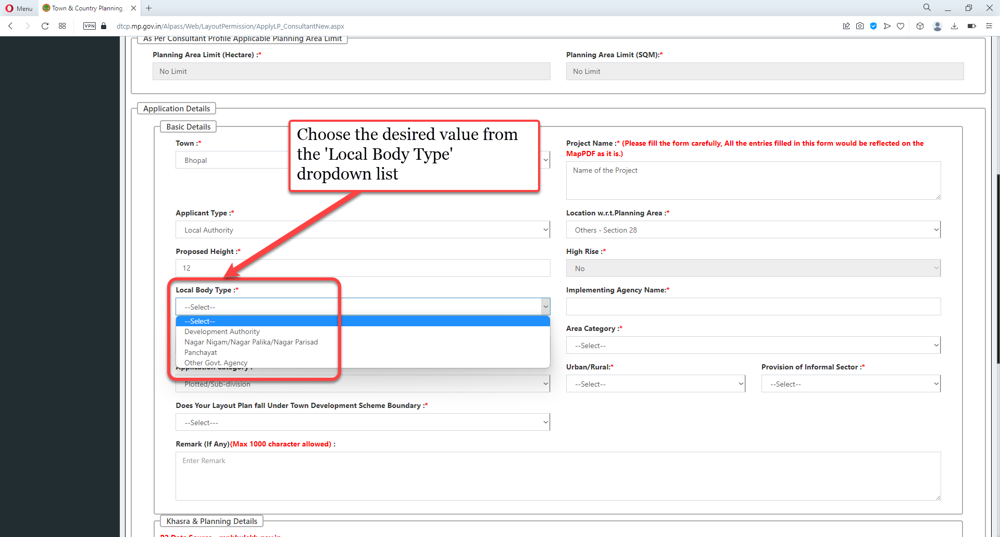 Menu
Town & Country Planning,
VPN
dtcp.mp.gov.in/Alpass/Web/LayoutPermission/ApplyLP_ConsultantNew.aspx
As Per Consultant Profile Applicable Planning Area Limit
Planning Area Limit (Hectare) :*
Planning Area Limit (SQM):*
No Limit
No Limit
Application Details
Basic Details
Choose the desired value from
the 'Local Body Type'
dropdown list
Town :*
Project Name :* (Please fill the form carefully, All the entries filled in this form would be reflected on the
MapPDF as it is.)
Bhopal
Name of the Project
Applicant Type :*
Location w.r.t.Planning Area :*
Local Authority
Others - Section 28
Proposed Height :*
High Rise :*
12
No
Local Body Type :*
Implementing Agency Name:*
--Select--
--Select--
Development Authority
Area Category :*
Nagar Nigam/Nagar Palika/Nagar Parisad
--Select--
Panchayat
Other Govt. Agency
Application Category :
Urban/Rural:*
Provision of Informal Sector :*
Plotted/Sub-division
--Select--
--Select--
Does Your Layout Plan fall Under Town Development Scheme Boundary :*
--Select---
Remark (If Any)(Max 1000 character allowed) :
Enter Remark
Khasra & Planning Details